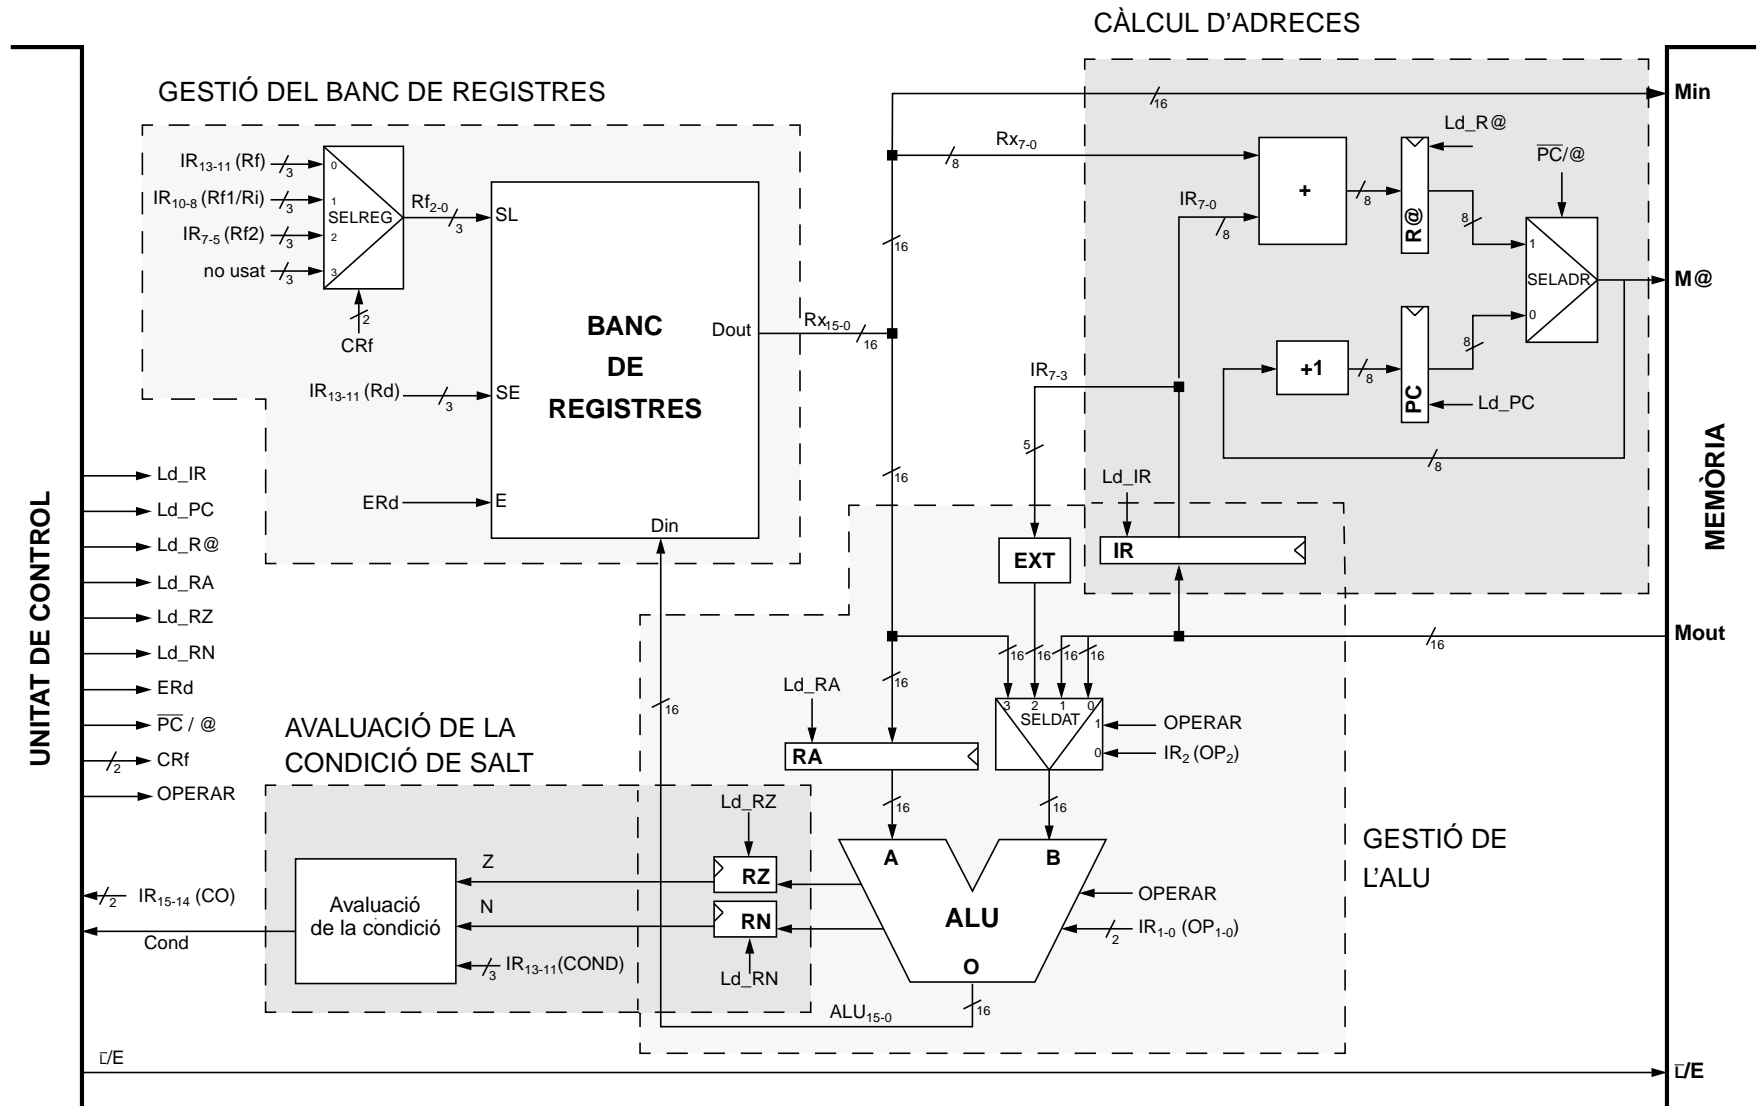 CÀLCUL D'ADRECES
GESTIÓ DEL BANC DE REGISTRES
Min
16
Ld_R@
PC/@
Rx7-0
8
IR13-11 (Rf)
3
0
IR10-8 (Rf1/Ri)
3
1
SELREG
IR7-5 (Rf2)
3
2
no usat
3
3
2
CRf
Rf2-0
3
SL
BANC
DE
REGISTRES
Dout
Rx15-0
16
16
IR13-11 (Rd)
3
SE
ERd
E
Din
IR7-0
8
+
8
R@
8
1
SELADR
0
M@
+1
8
PC
8
Ld_PC
8
IR7-3
5
16
Ld_IR
IR
EXT
MEMÒRIA
UNITAT DE CONTROL
Ld_IR
Ld_PC
Ld_R@
Ld_RA
Ld_RZ
Ld_RN
ERd
PC / @
2
CRf
OPERAR
Mout
16
16
16
16
16
16
16
Ld_RA
RA
3
2
1
0
SELDAT
1
OPERAR
0
IR2 (OP2)
16
16
AVALUACIÓ DE LA
CONDICIÓ DE SALT
Ld_RZ
RZ
Z
RN
N
Ld_RN
Avaluació
de la condició
3
IR13-11(COND)
2
IR15-14 (CO)
Cond
A
B
ALU
O
OPERAR
2
IR1-0 (OP1-0)
GESTIÓ DE
L'ALU
ALU15-0
16
L/E
L/E